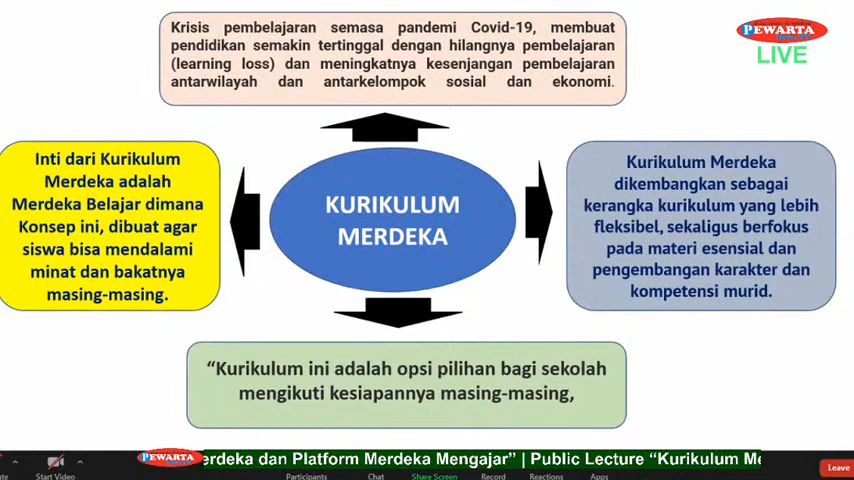 Krisis pembelajaran semasa pandemi Covid-19, membuat
pendidikan semakin tertinggal dengan hilangnya pembelajaran
(learning loss) dan meningkatnya kesenjangan pembelajaran
antarwilayah dan antarkelompok sosial dan ekonomi.
PEWARTA
LIVE
Inti dari Kurikulum
Merdeka adalah
Merdeka Belajar dimana
Konsep ini, dibuat agar
siswa bisa mendalami
minat dan bakatnya
masing-masing.
KURIKULUM
MERDEKA
Kurikulum Merdeka
dikembangkan sebagai
kerangka kurikulum yang lebih
fleksibel, sekaligus berfokus
pada materi esensial dan
pengembangan karakter dan
kompetensi murid.
“Kurikulum ini adalah opsi pilihan bagi sekolah
mengikuti kesiapannya masing-masing,
PEWARTA
erdeka dan Platform Merdeka Mengajar” | Public Lecture “Kurikulum Me
Start Video
Participants
Chat
Share Screen
Record
Reactions
Apps
Leave